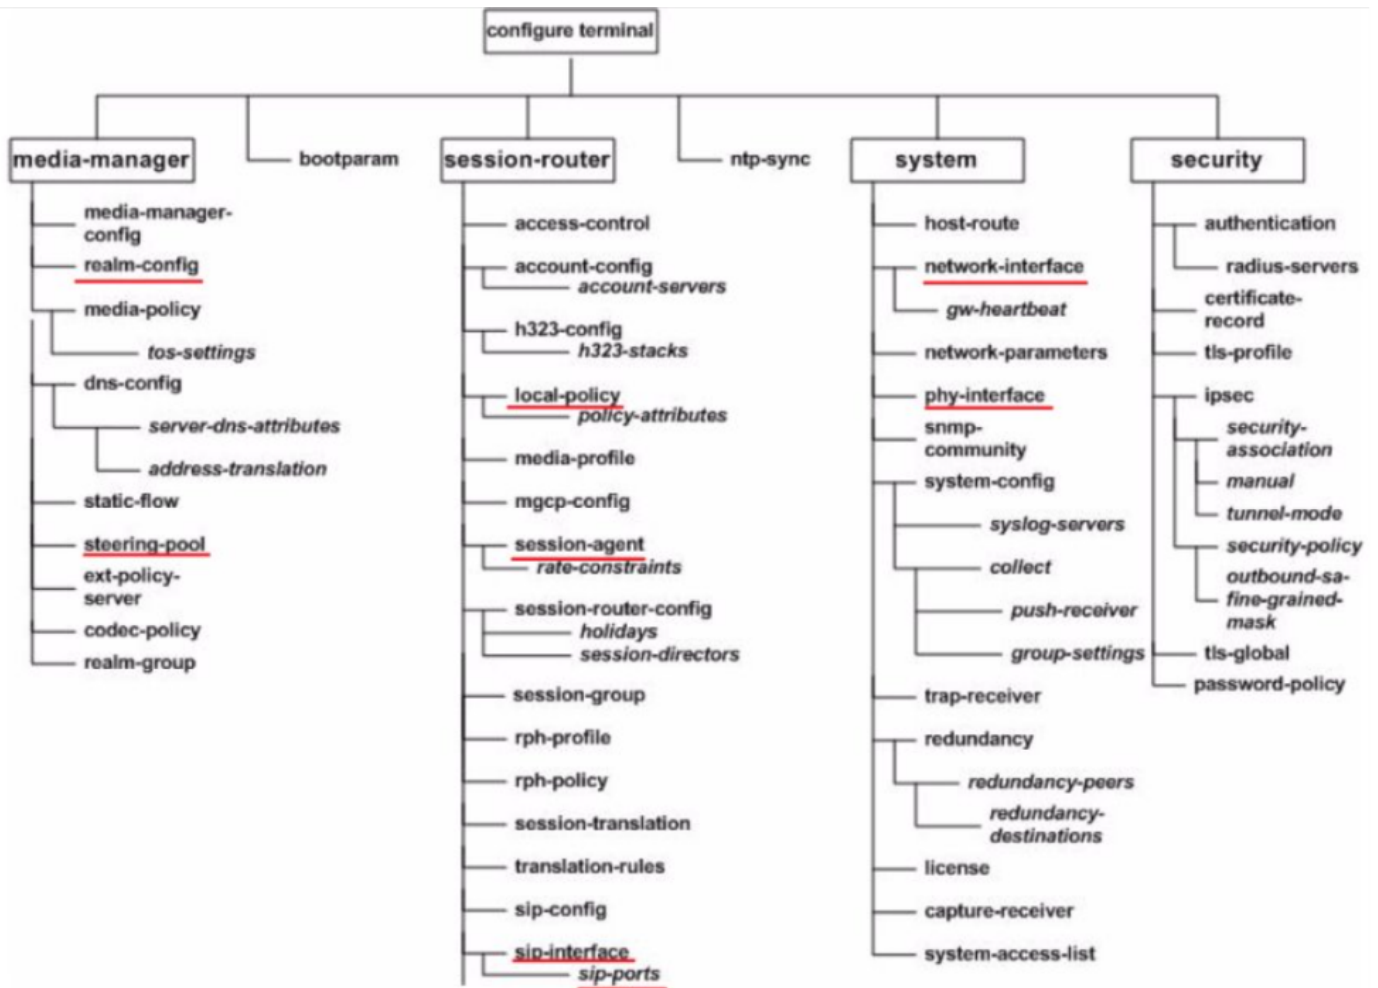 configure terminal
media-manager
bootparam
session-router
ntp-sync
system
security
media-manager-
config
realm-config
media-policy
tos-settings
dns-config
server-dns-attributes
address-translation
static-flow
steering-pool
ext-policy-
server
codec-policy
realm-group
access-control
account-config
account-servers
h323-config
h323-stacks
local-policy
policy-attributes
media-profile
mgcp-config
session-agent
rate-constraints
session-router-config
holidays
session-directors
session-group
rph-profile
rph-policy
session-translation
translation-rules
sip-config
sip-interface
sip-ports
host-route
network-interface
gw-heartbeat
network-parameters
phy-interface
snmp-
community
system-config
syslog-servers
collect
push-receiver
group-settings
trap-receiver
redundancy
redundancy-peers
redundancy-
destinations
license
capture-receiver
system-access-list
authentication
radius-servers
certificate-
record
tls-profile
ipsec
security-
association
manual
tunnel-mode
security-policy
outbound-sa-
fine-grained-
mask
tls-global
password-policy